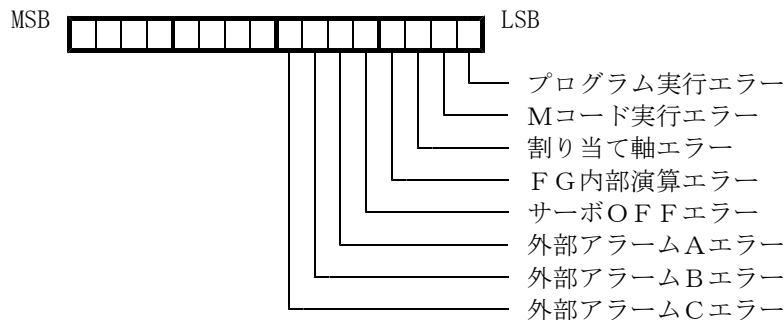 MSB LSB
プログラム実行エラー
Mコード実行エラー
割り当て軸エラー
FG内部演算エラー
サーボOFFエラー
外部アラームAエラー
外部アラームBエラー
外部アラームCエラー